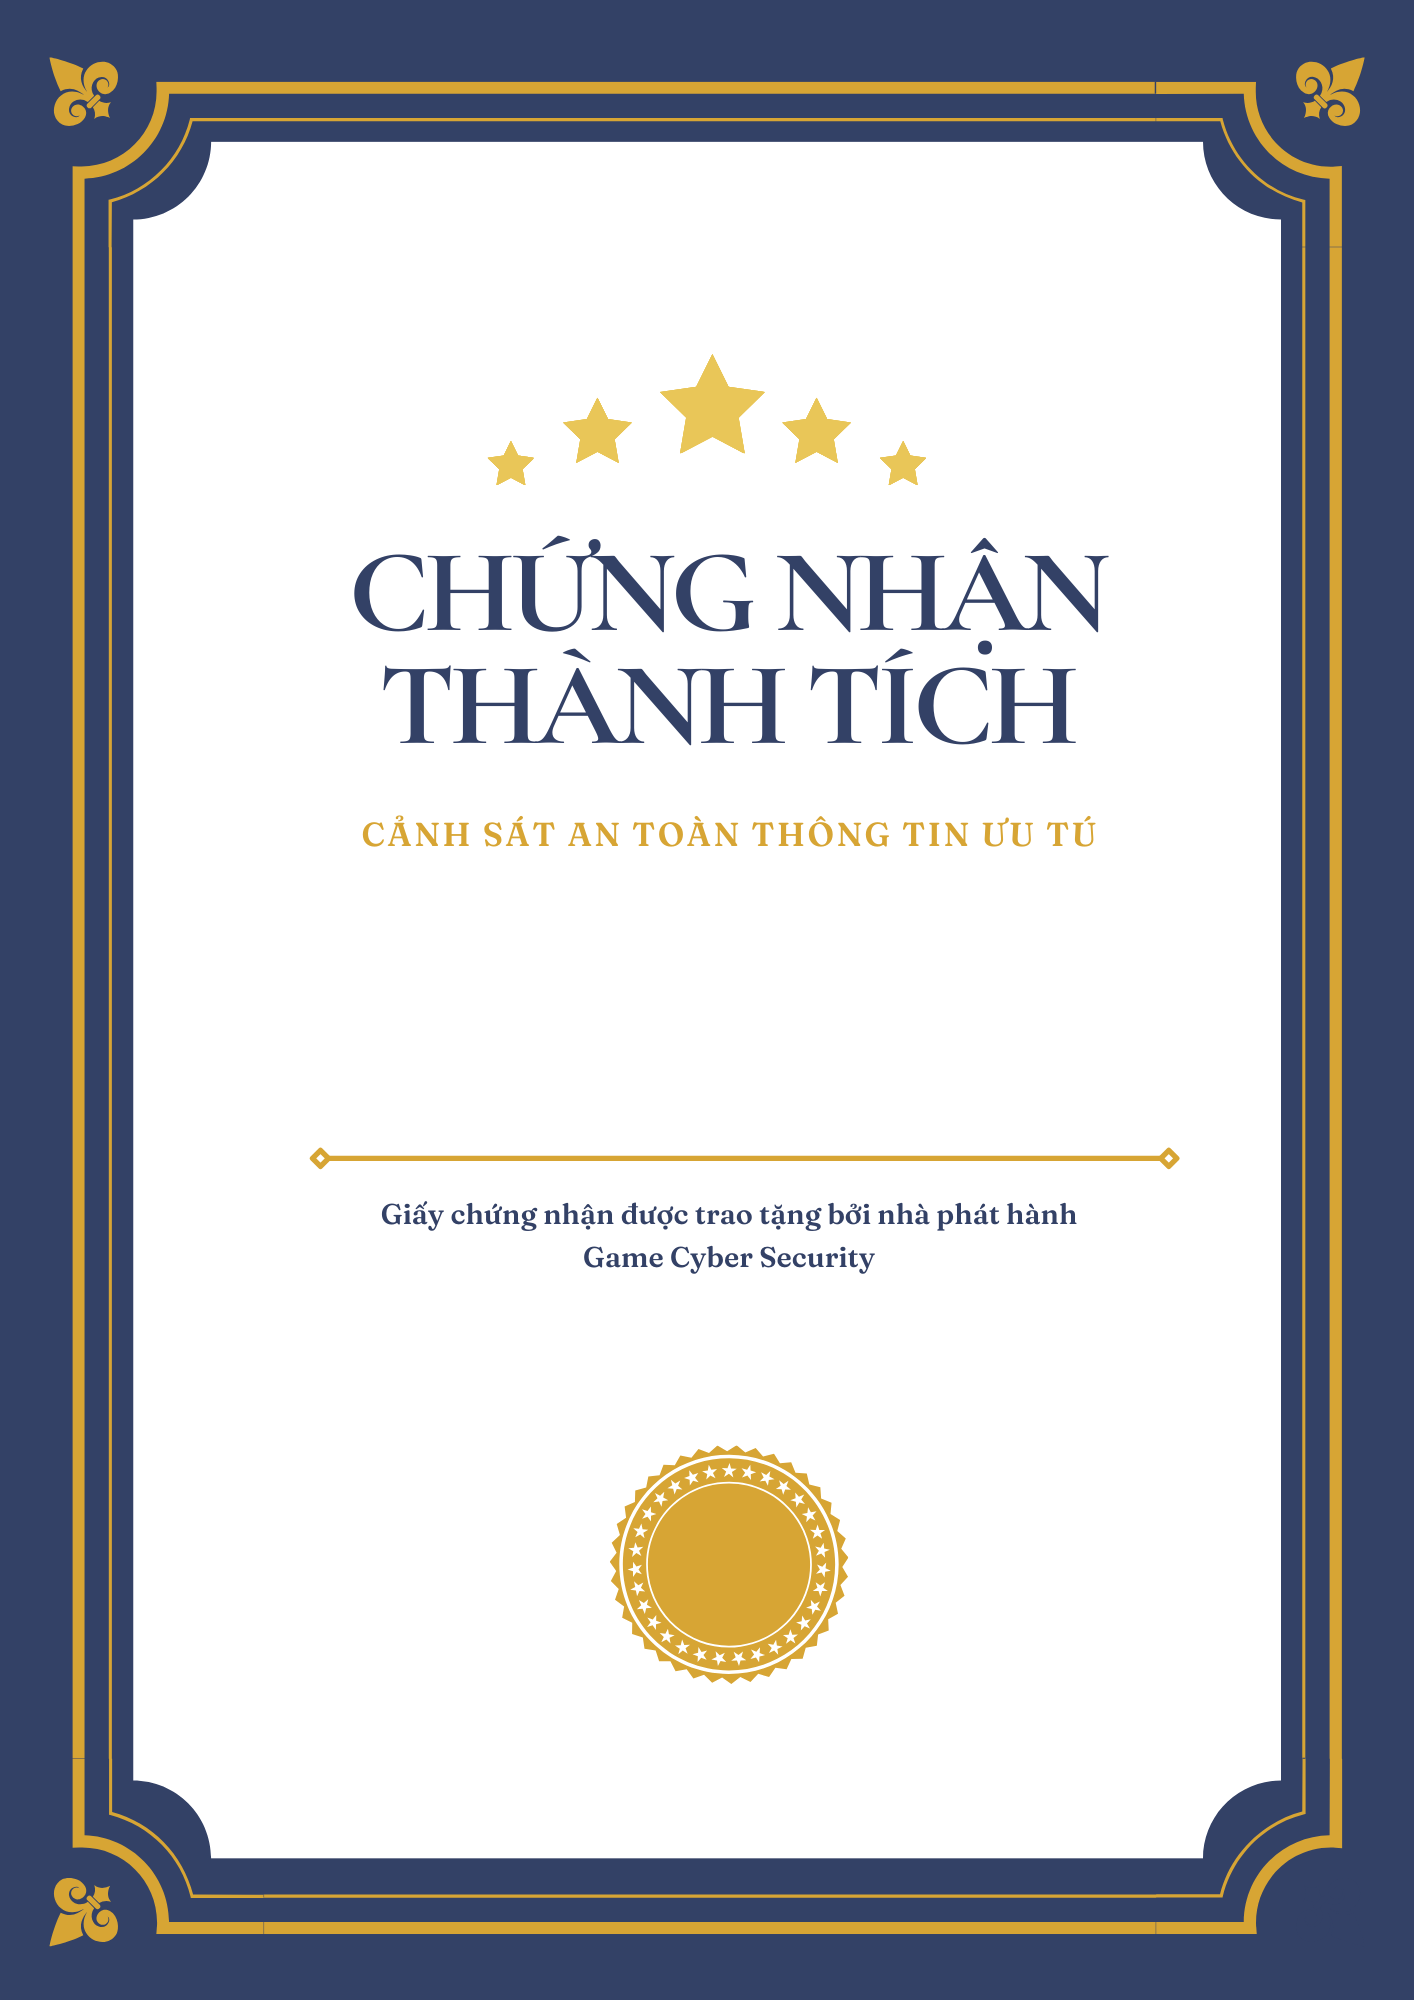 CHỨNG NHẬN
THÀNH TÍCH
CẢNH SÁT AN TOÀN THÔNG TIN ƯU TÚ
Giấy chứng nhận được trao tặng bởi nhà phát hành
Game Cyber Security